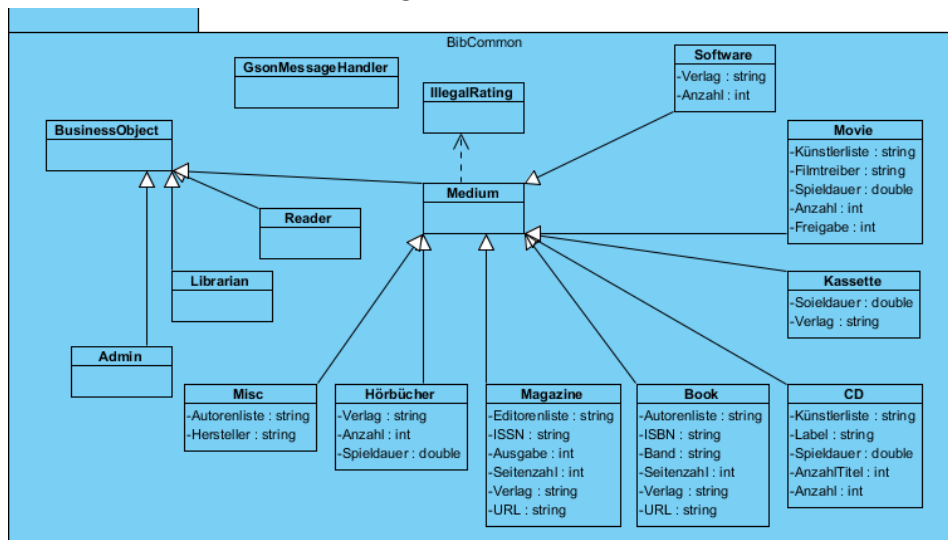 BibCommon
GsonMessageHandler
IllegalRating
Software
-Verlag : string
-Anzahl : int
BusinessObject
Movie
-Künstlerliste : string
-Filmtreiber : string
-Spieldauer : double
-Anzahl : int
-Freigabe : int
Medium
Reader
Librarian
Kassette
-Soieldauer : double
-Verlag : string
Admin
Misc
-Autorenliste : string
-Hersteller : string
Hörbücher
-Verlag : string
-Anzahl : int
-Spieldauer : double
Magazine
-Editorenliste : string
-ISSN : string
-Ausgabe : int
-Seitenzahl : int
-Verlag : string
-URL : string
Book
-Autorenliste : string
-ISBN : string
-Band : string
-Seitenzahl : int
-Verlag : string
-URL : string
CD
-Künstlerliste : string
-Label : string
-Spieldauer : double
-AnzahlTitel : int
-Anzahl : int